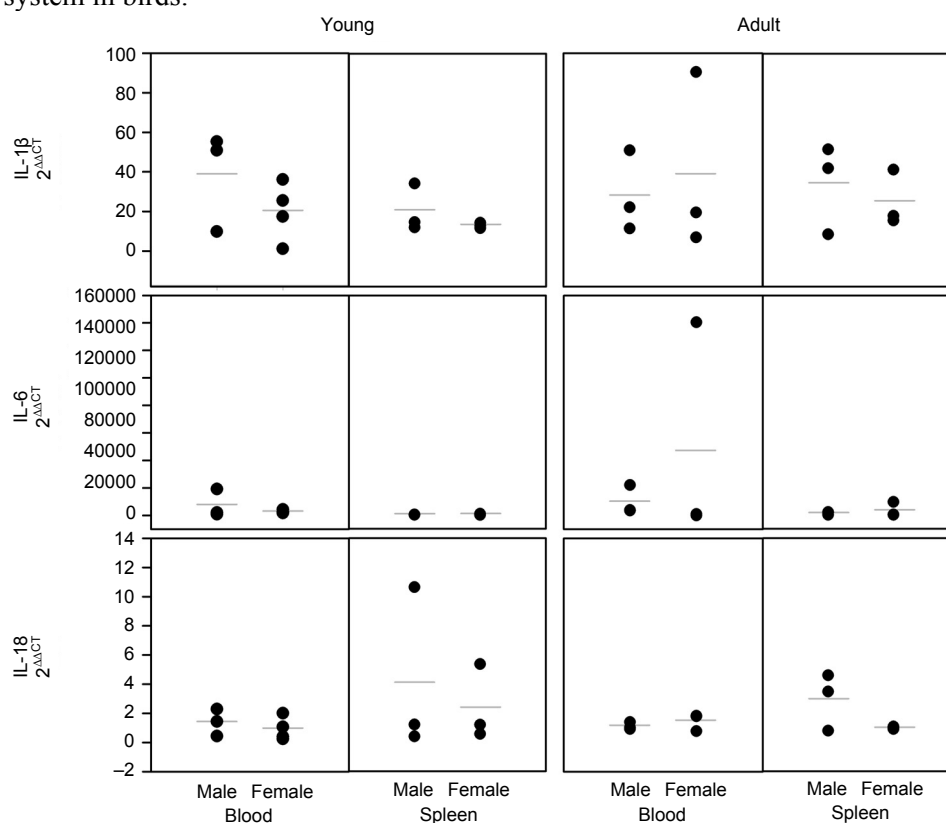 system in birds.
Young Adult
100
80
60
40
20
0
IL-1β
2^ΔΔCT
160000
140000
120000
100000
80000
60000
40000
20000
0
IL-6
2^ΔΔCT
14
12
10
8
6
4
2
0
–2
IL-18
2^ΔΔCT
Male Female Male Female Male Female Male Female
Blood Spleen Blood Spleen